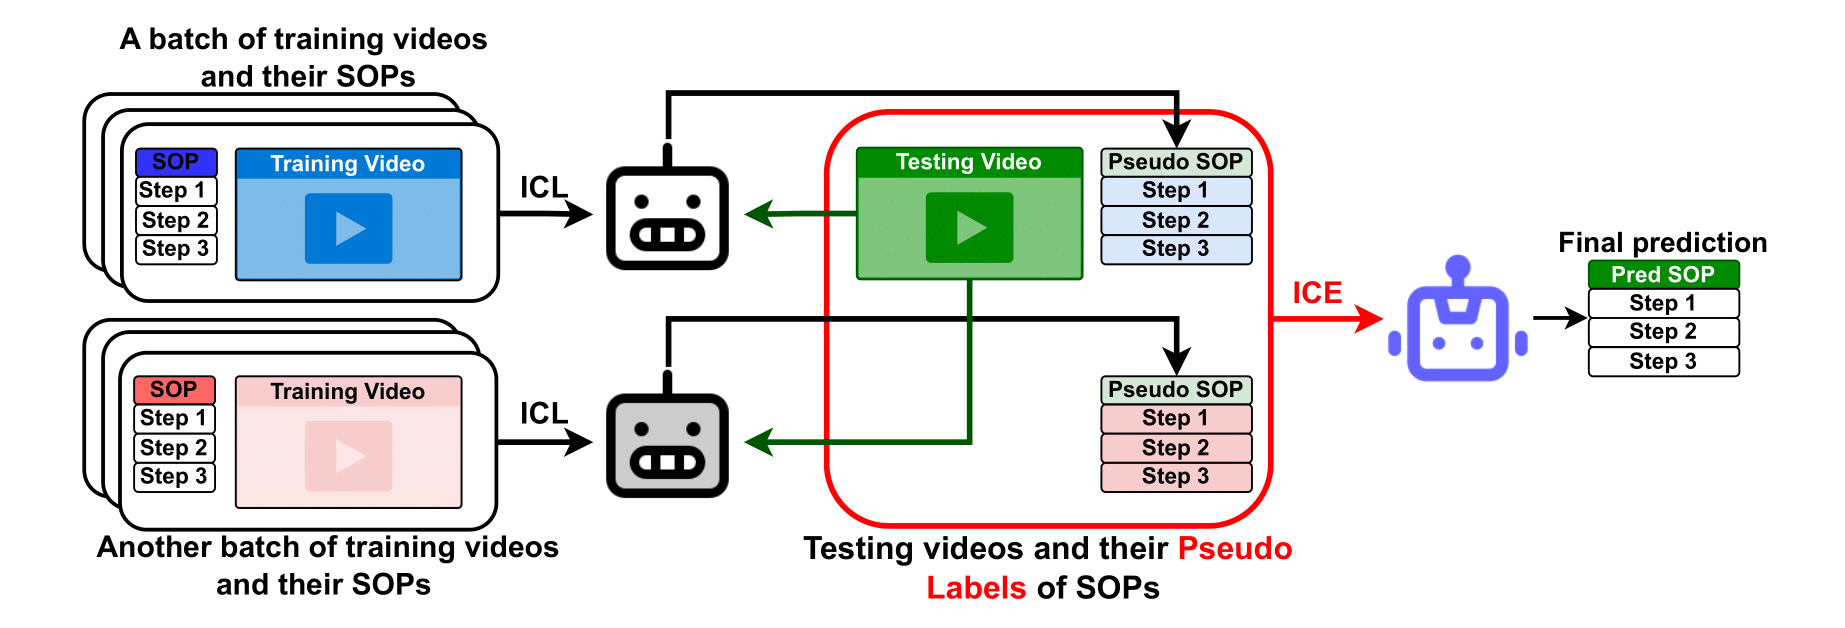 A batch of training videos
and their SOPs
SOP
Step 1
Step 2
Step 3
Training Video
ICL
Testing Video
Pseudo SOP
Step 1
Step 2
Step 3
ICE
Final prediction
Pred SOP
Step 1
Step 2
Step 3
SOP
Step 1
Step 2
Step 3
Training Video
ICL
Pseudo SOP
Step 1
Step 2
Step 3
Another batch of training videos
and their SOPs
Testing videos and their Pseudo
Labels of SOPs